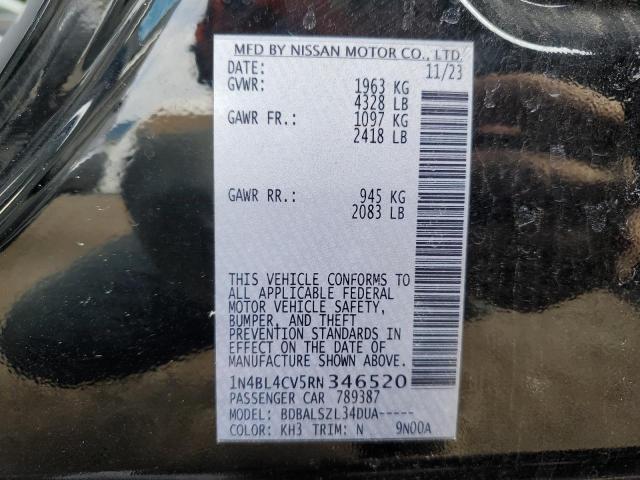 MFD BY NISSAN MOTOR CO., LTD.
DATE: 11/23
GVWR: 1963 KG
4328 LB
GAWR FR.: 1097 KG
2418 LB
GAWR RR.: 945 KG
2083 LB
THIS VEHICLE CONFORMS TO
ALL APPLICABLE FEDERAL
MOTOR VEHICLE SAFETY,
BUMPER, AND THEFT
PREVENTION STANDARDS IN
EFFECT ON THE DATE OF
MANUFACTURE SHOWN ABOVE.
1N4BL4CV5RN346520
PASSENGER CAR 789387
MODEL: BDBALSZL34DUA-----
COLOR: KH3 TRIM: N 9N00A